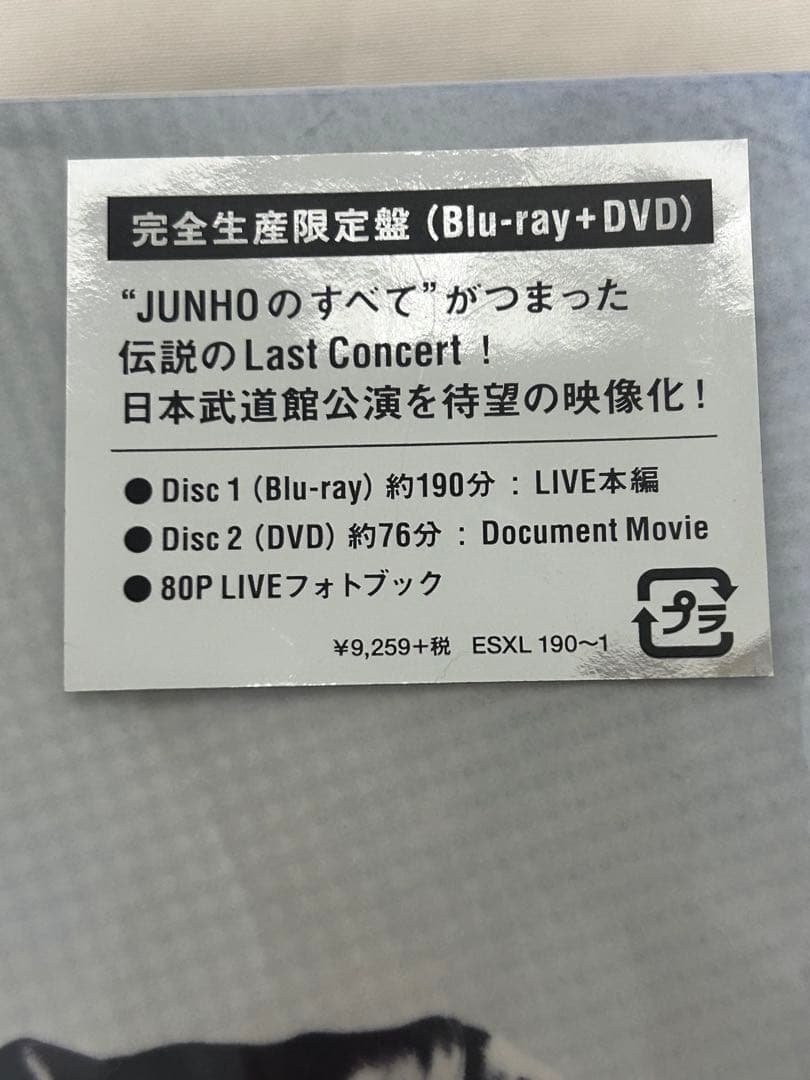 完全生産限定盤（Blu-ray+DVD）
“JUNHOのすべて”がつまった
伝説のLast Concert！
日本武道館公演を待望の映像化！
●Disc 1（Blu-ray）約190分：LIVE本編
●Disc 2（DVD）約76分：Document Movie
●80P LIVEフォトブック
プラ
¥9,259+税 ESXL 190〜1